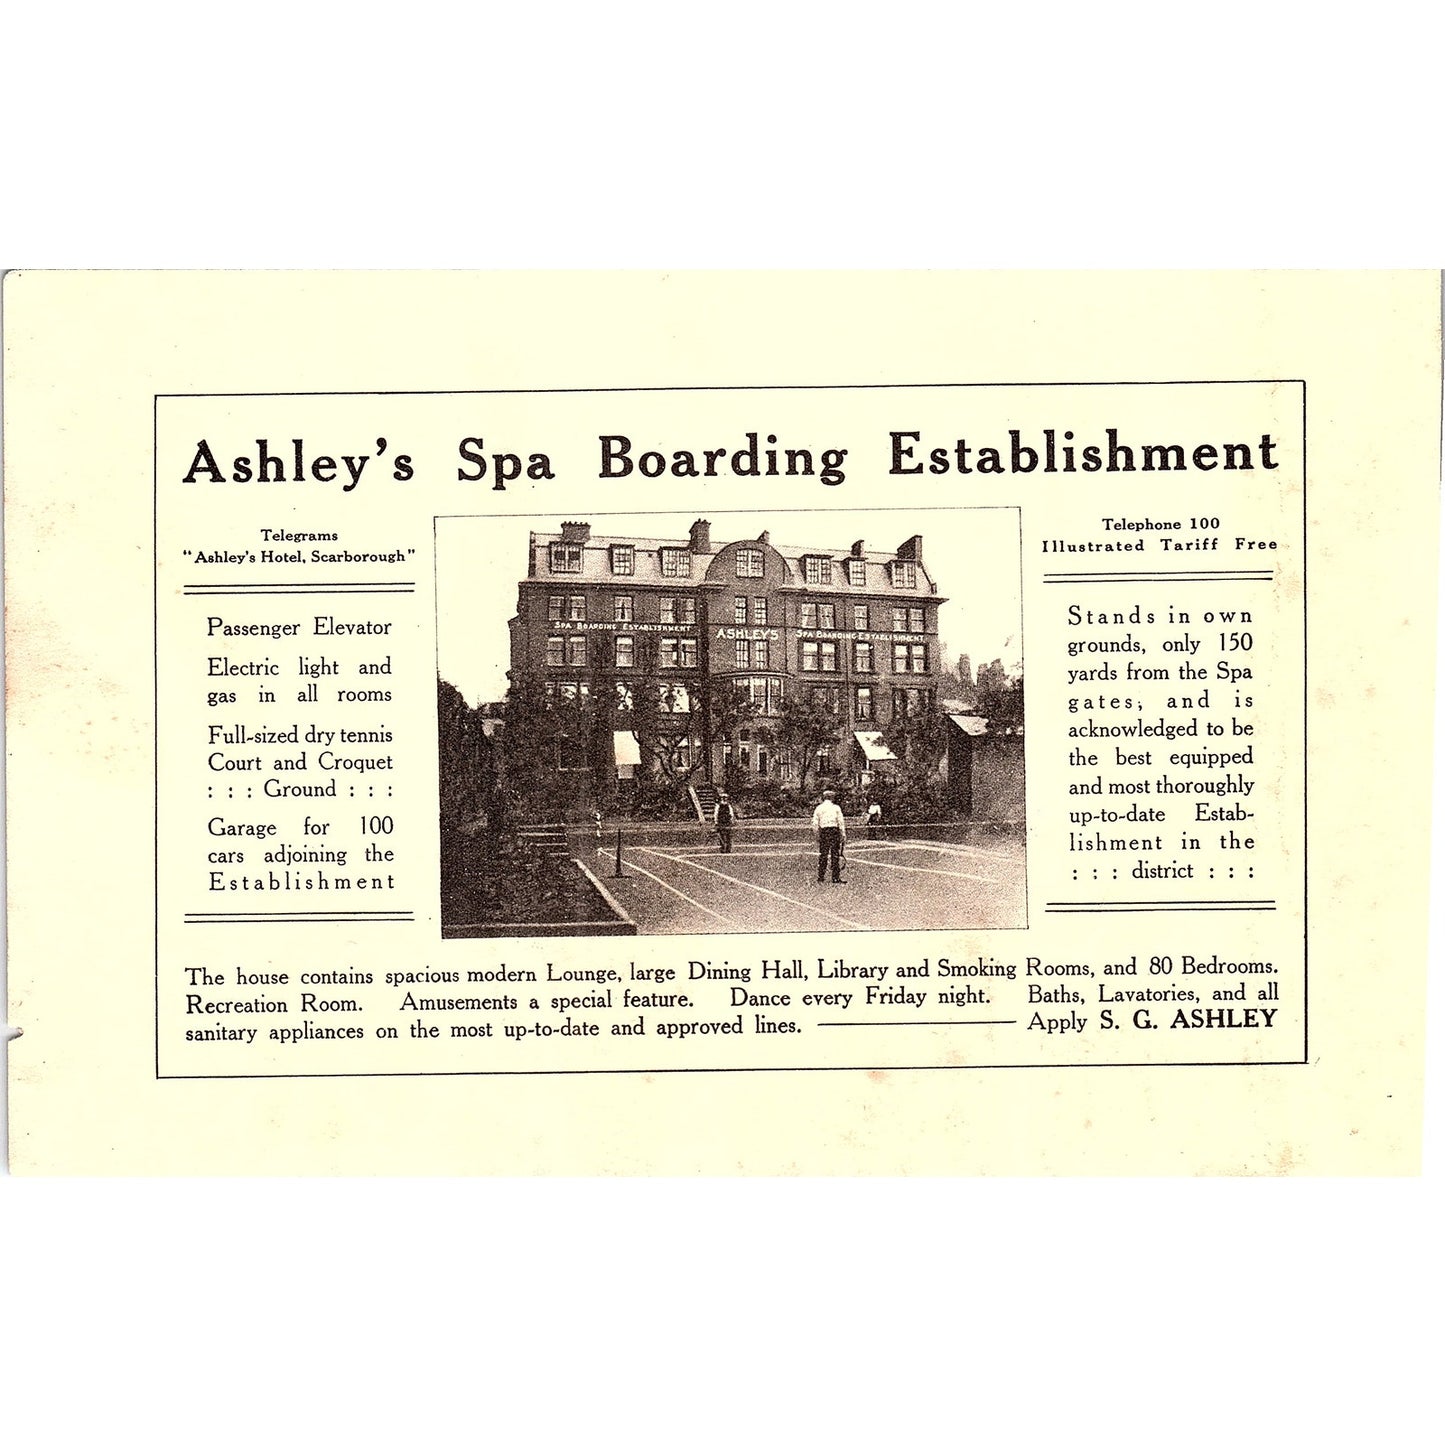 Ashley's Spa Boarding Establishment
Telegrams
"Ashley's Hotel, Scarborough"
Passenger Elevator
Electric light and
gas in all rooms
Full-sized dry tennis
Court and Croquet
: : : Ground : : :
Garage for 100
cars adjoining the
Establishment
SPA BOARDING ESTABLISHMENT
ASHLEY'S
SPA BOARDING ESTABLISHMENT
Telephone 100
Illustrated Tariff Free
Stands in own
grounds, only 150
yards from the Spa
gates; and is
acknowledged to be
the best equipped
and most thoroughly
up-to-date Estab-
lishment in the
: : : district : : :
The house contains spacious modern Lounge, large Dining Hall, Library and Smoking Rooms, and 80 Bedrooms.
Recreation Room. Amusements a special feature. Dance every Friday night. Baths, Lavatories, and all
sanitary appliances on the most up-to-date and approved lines. Apply S. G. ASHLEY